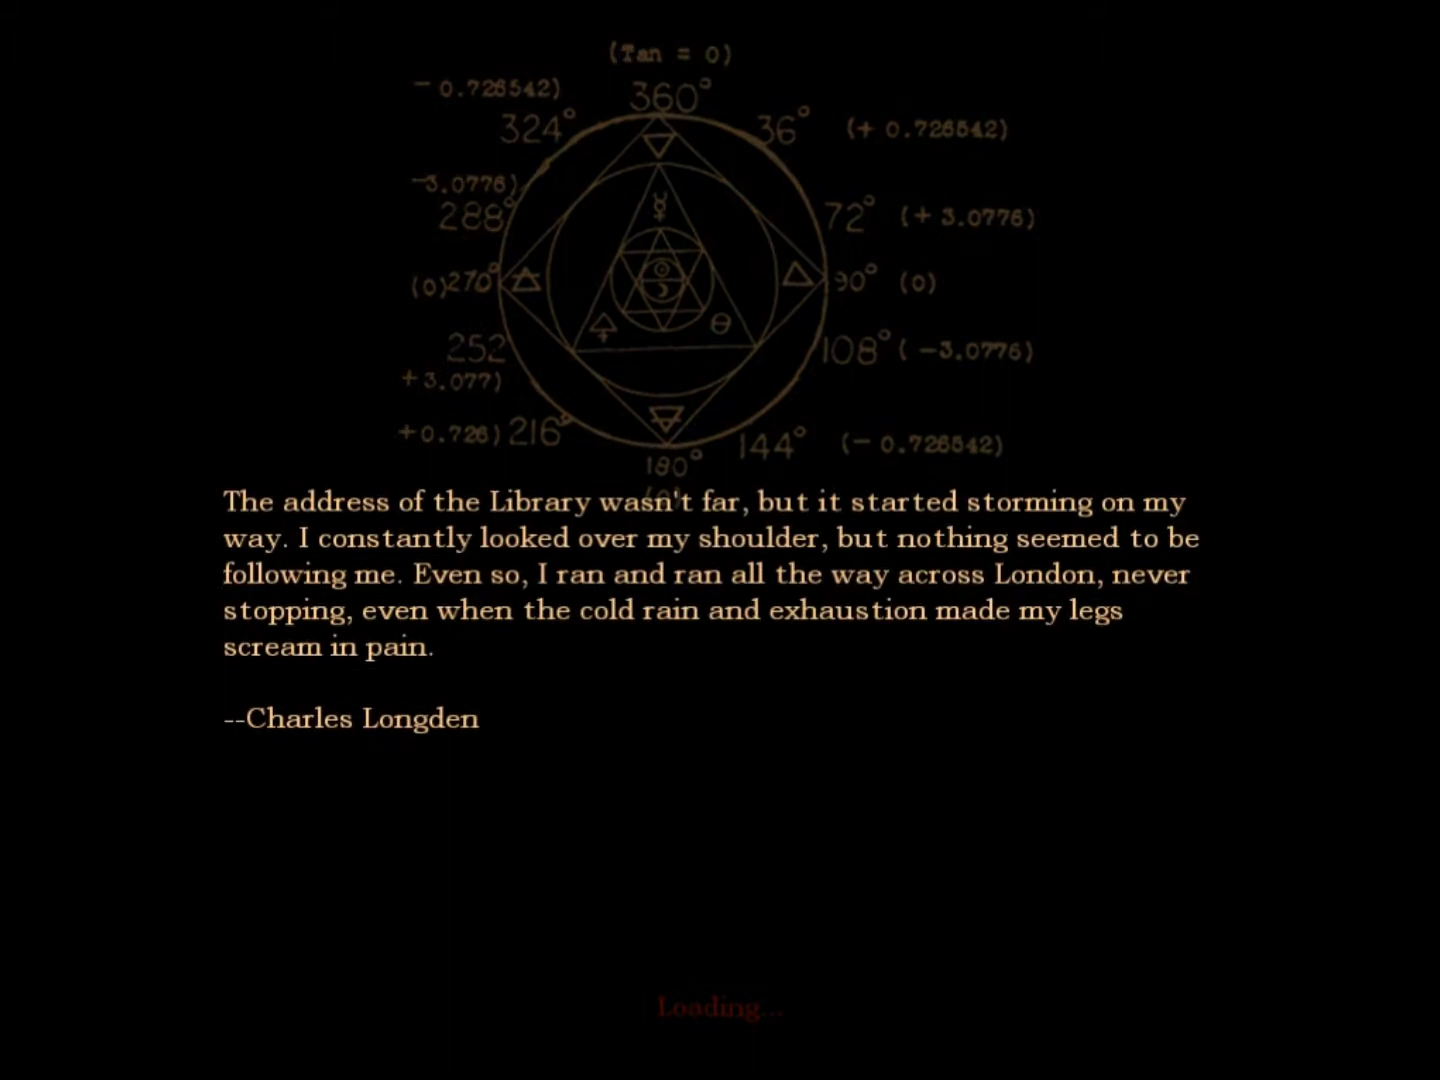 (Tan = 0)
- 0.726542)
360°
324°
36°
(+ 0.726542)
-3.0776)
288°
72°
(+ 3.0776)
(0)
270°
90°
(0)
252
108°
( -3.0776)
+3.077)
+0.726)
216°
144°
(- 0.726542)
180°
The address of the Library wasn't far, but it started storming on my
way. I constantly looked over my shoulder, but nothing seemed to be
following me. Even so, I ran and ran all the way across London, never
stopping, even when the cold rain and exhaustion made my legs
scream in pain.
--Charles Longden
Loading...